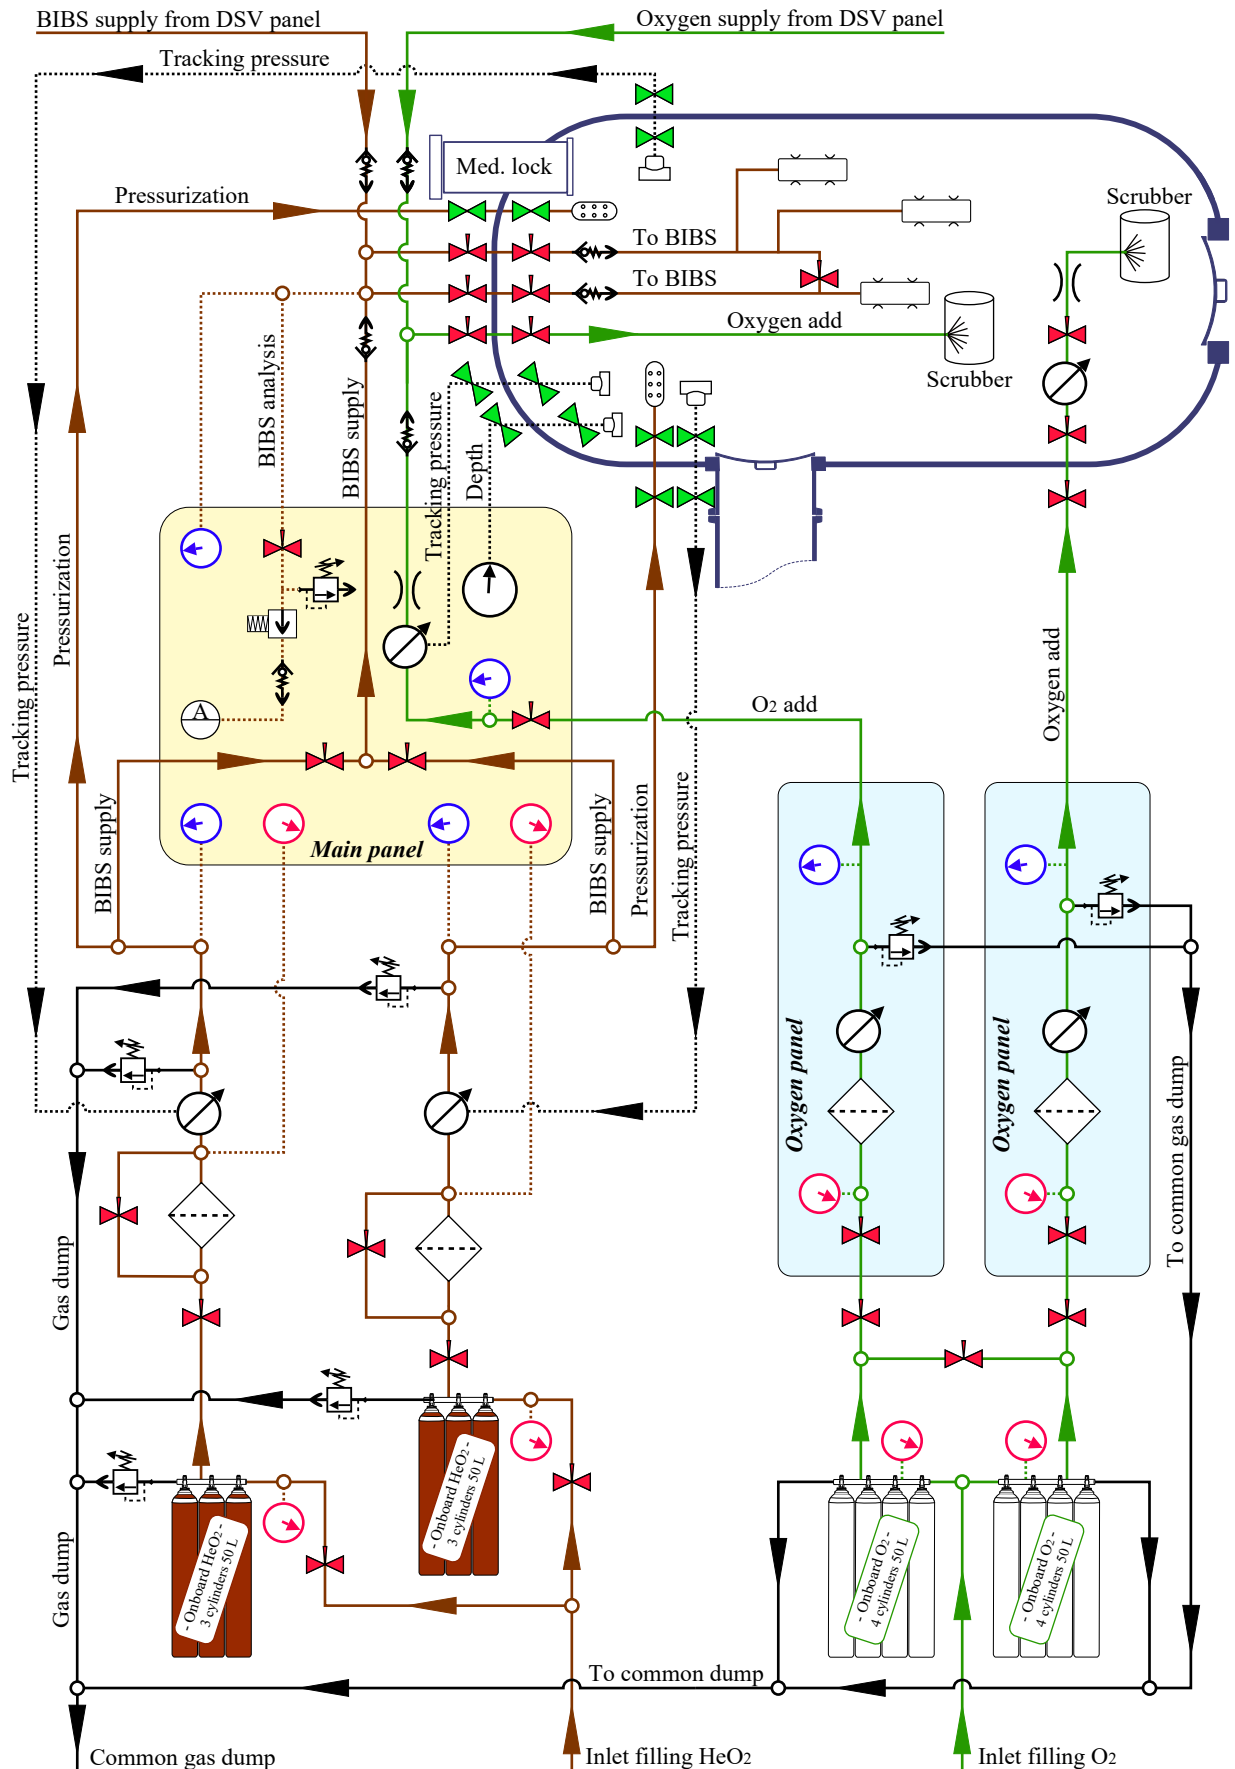 BIBS supply from DSV panel
Oxygen supply from DSV panel
Tracking pressure
Med. lock
Pressurization
Scrubber
To BIBS
To BIBS
Oxygen add
Scrubber
BIBS analysis
BIBS supply
Tracking pressure
Depth
Pressurization
Tracking pressure
A
O2 add
Oxygen add
BIBS supply
Main panel
BIBS supply
Pressurization
Tracking pressure
Oxygen panel
Oxygen panel
To common gas dump
Gas dump
- Onboard HeO2 -
3 cylinders 50 L
- Onboard HeO2 -
3 cylinders 50 L
- Onboard O2 -
4 cylinders 50 L
- Onboard O2 -
4 cylinders 50 L
Gas dump
To common dump
Common gas dump
Inlet filling HeO2
Inlet filling O2